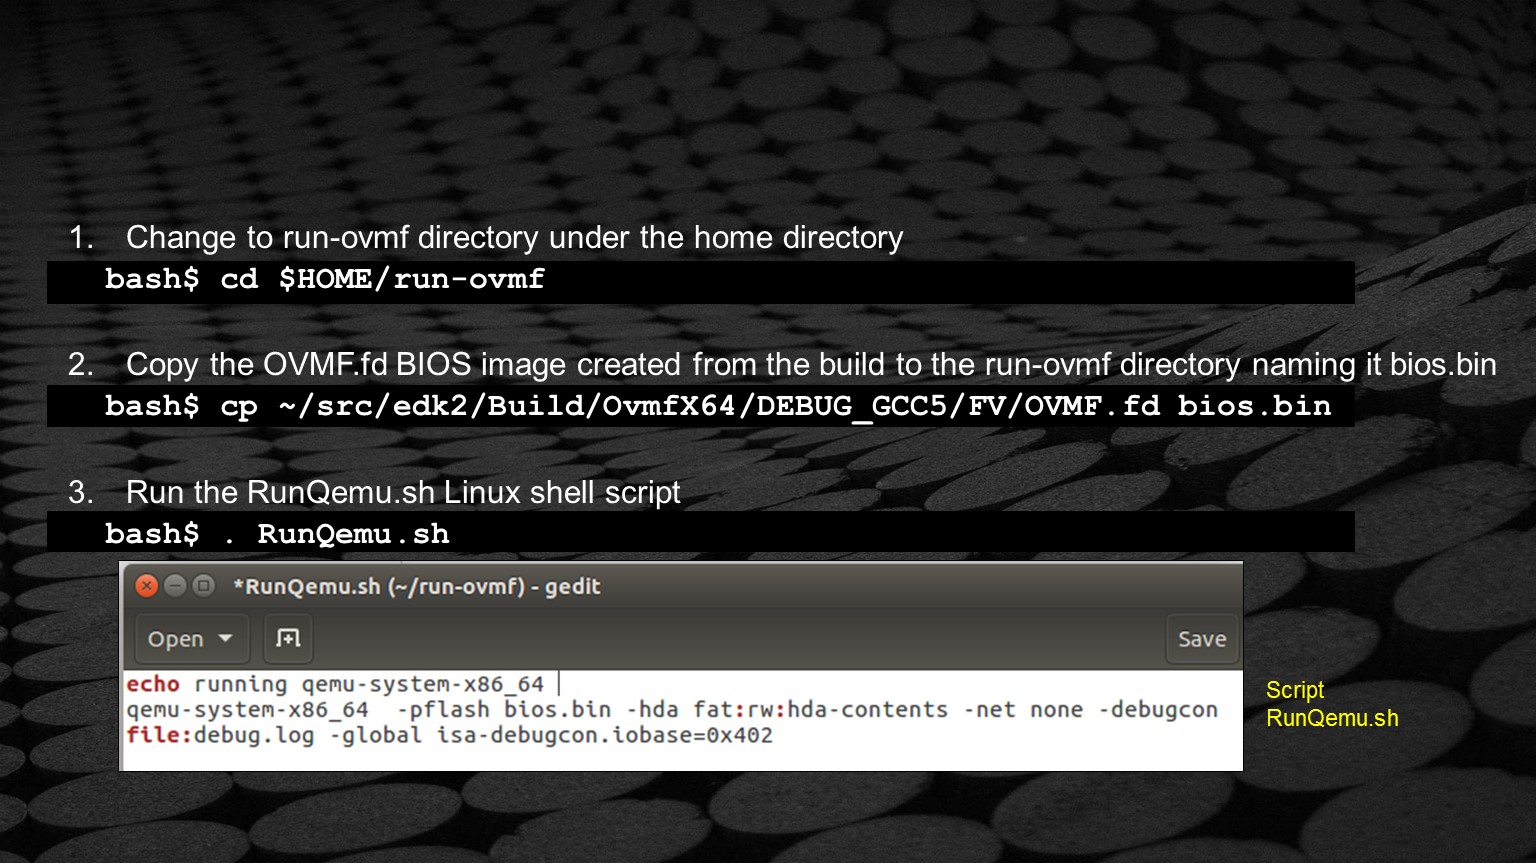 1. Change to run-ovmf directory under the home directory
bash$ cd $HOME/run-ovmf
2. Copy the OVMF.fd BIOS image created from the build to the run-ovmf directory naming it bios.bin
bash$ cp ~/src/edk2/Build/OvmfX64/DEBUG_GCC5/FV/OVMF.fd bios.bin
3. Run the RunQemu.sh Linux shell script
bash$ . RunQemu.sh
*RunQemu.sh (~/run-ovmf) - gedit
Open Save
echo running qemu-system-x86_64
qemu-system-x86_64  -pflash bios.bin -hda fat:rw:hda-contents -net none -debugcon
file:debug.log -global isa-debugcon.iobase=0x402
Script
RunQemu.sh